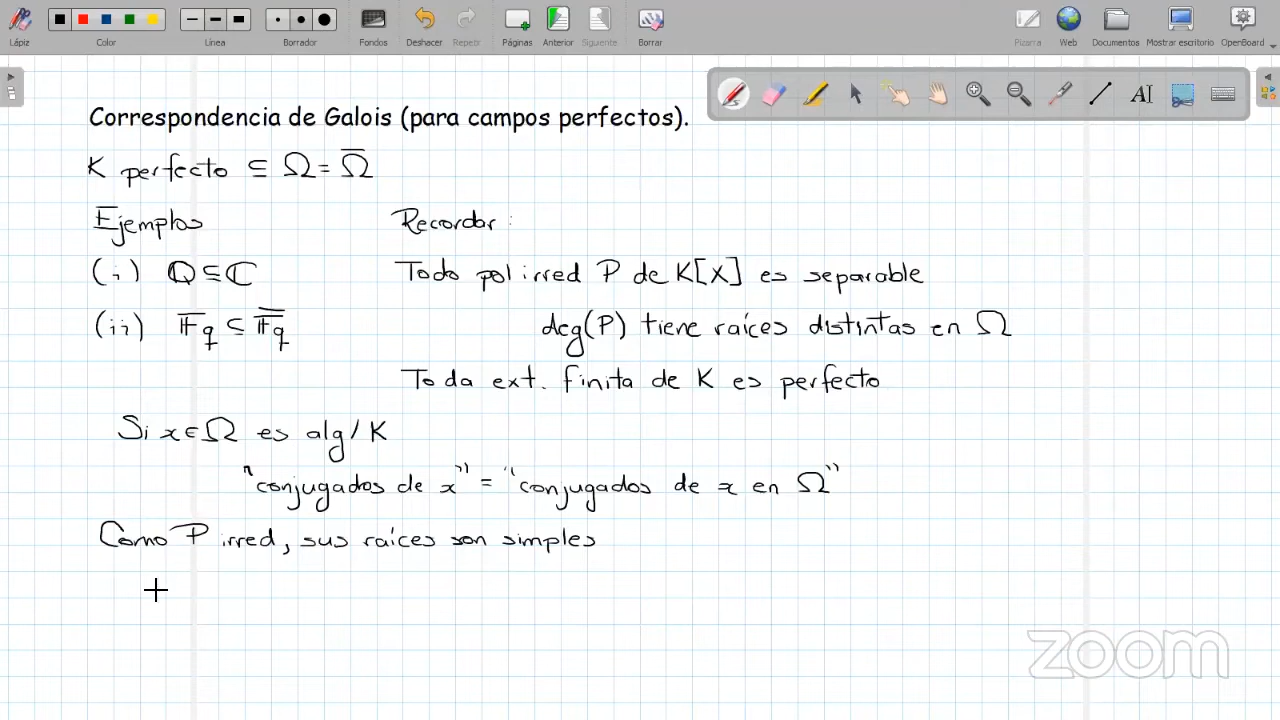 Lápiz Color Línea Borrador Fondos Deshacer Repetir Páginas Anterior Siguiente Borrar Pizarra Web Documentos Mostrar escritorio OpenBoard
Correspondencia de Galois (para campos perfectos).
K perfecto ⊆ Ω = Ω̅
Ejemplos
(i) ℚ ⊆ ℂ
(ii) 𝔽q ⊆ 𝔽̅q
Recordar:
Todo pol irred P de K[X] es separable
deg(P) tiene raíces distintas en Ω
Toda ext. finita de K es perfecto
Si x ∈ Ω es alg/K
"conjugados de x" = "conjugados de x en Ω"
Como P irred, sus raíces son simples
zoom